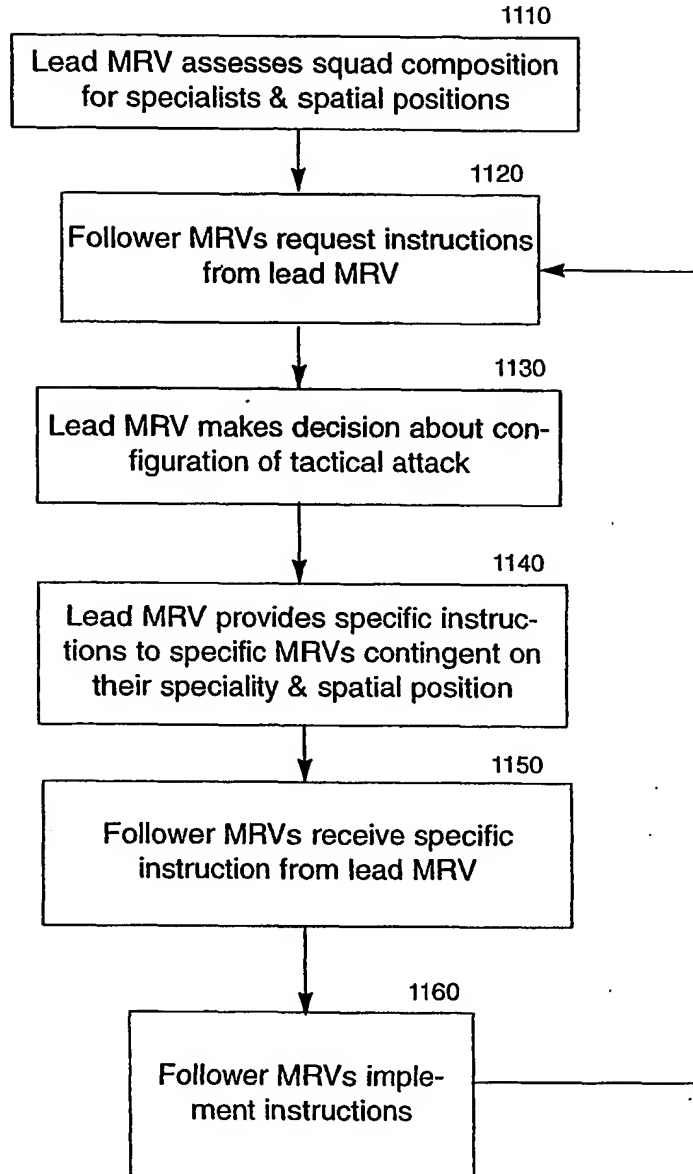 1110
Lead MRV assesses squad composition
for specialists & spatial positions
1120
Follower MRVs request instructions
from lead MRV
1130
Lead MRV makes decision about con-
figuration of tactical attack
1140
Lead MRV provides specific instruc-
tions to specific MRVs contingent on
their speciality & spatial position
1150
Follower MRVs receive specific
instruction from lead MRV
1160
Follower MRVs imple-
ment instructions